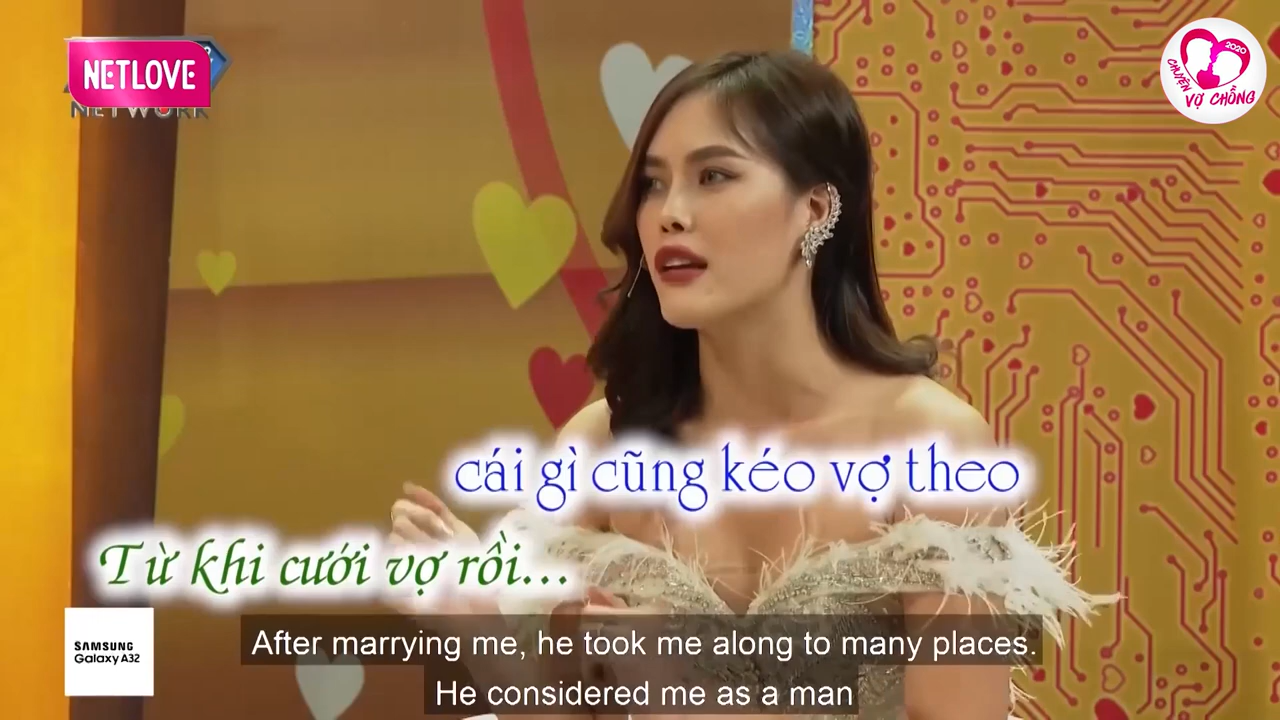 NETLOVE
NETWORK
2020
CHUYỆN
VỢ CHỒNG
cái gì cũng kéo vợ theo
Từ khi cưới vợ rồi...
SAMSUNG
Galaxy A32
After marrying me, he took me along to many places.
He considered me as a man